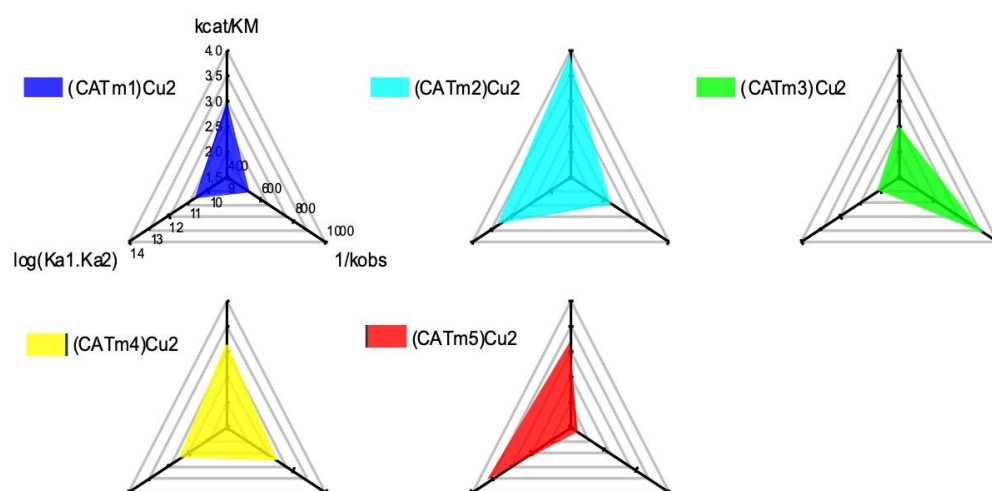 kcat/KM
4.0
3.5
3.0
2.5
2.0
1.5
400
600
800
1000
9
10
11
12
13
14
log(Ka1.Ka2)
1/kobs
(CATm1)Cu2
(CATm2)Cu2
(CATm3)Cu2
(CATm4)Cu2
(CATm5)Cu2